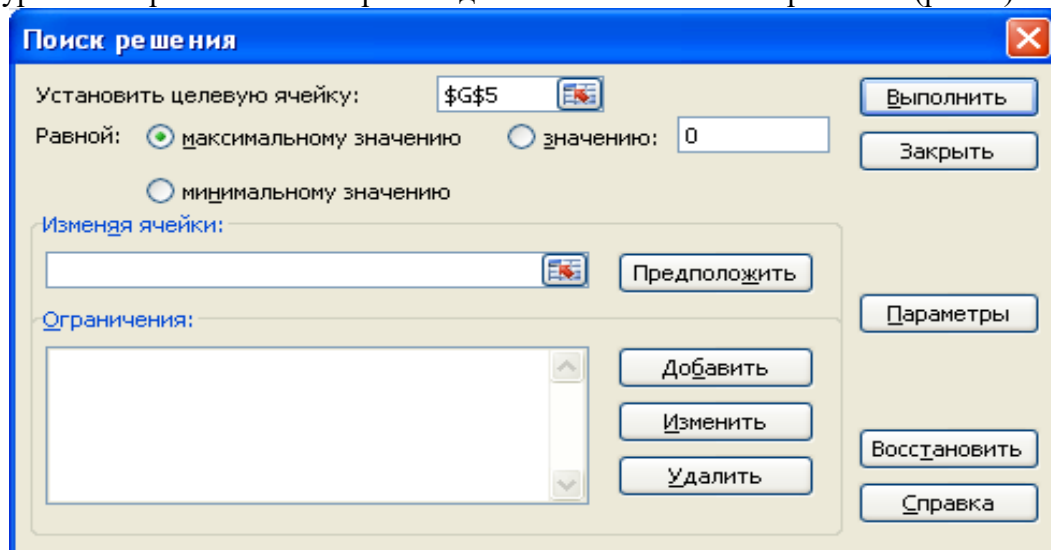 Поиск решения
Установить целевую ячейку: $G$5
Выполнить
Равной: максимальному значению значению: 0
Закрыть
минимальному значению
Изменяя ячейки:
Предположить
Ограничения:
Параметры
Добавить
Изменить
Восстановить
Удалить
Справка